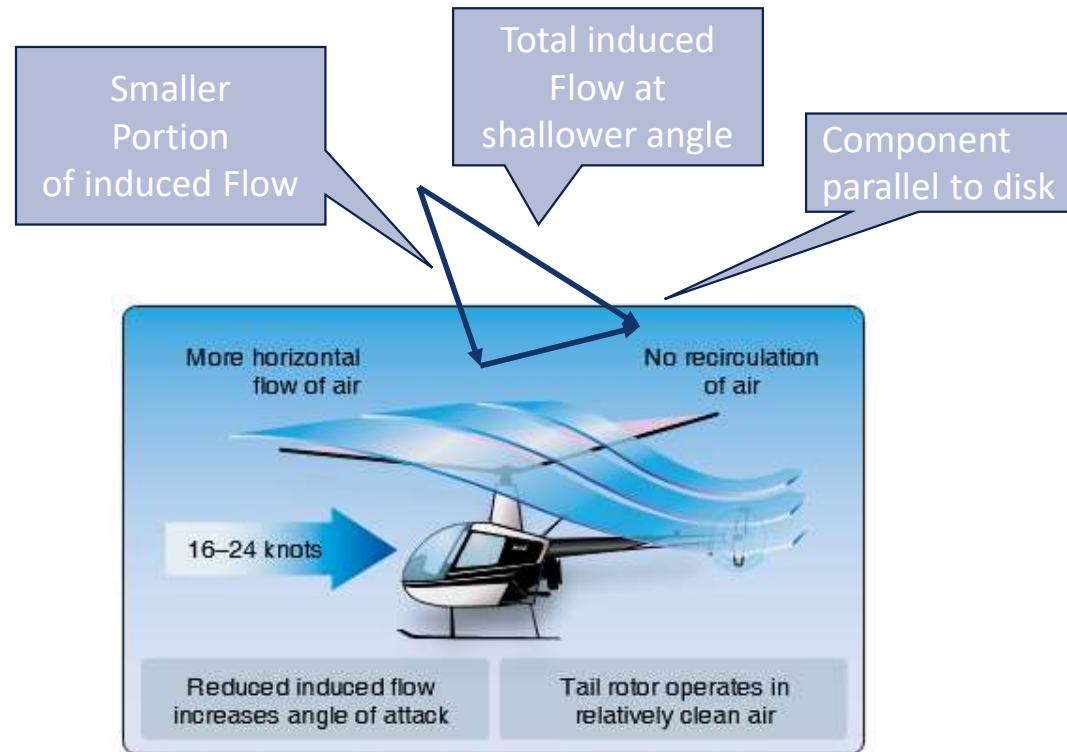 Smaller
Portion
of induced Flow
Total induced
Flow at
shallower angle
Component
parallel to disk
More horizontal
flow of air
No recirculation
of air
16–24 knots
Reduced induced flow
increases angle of attack
Tail rotor operates in
relatively clean air